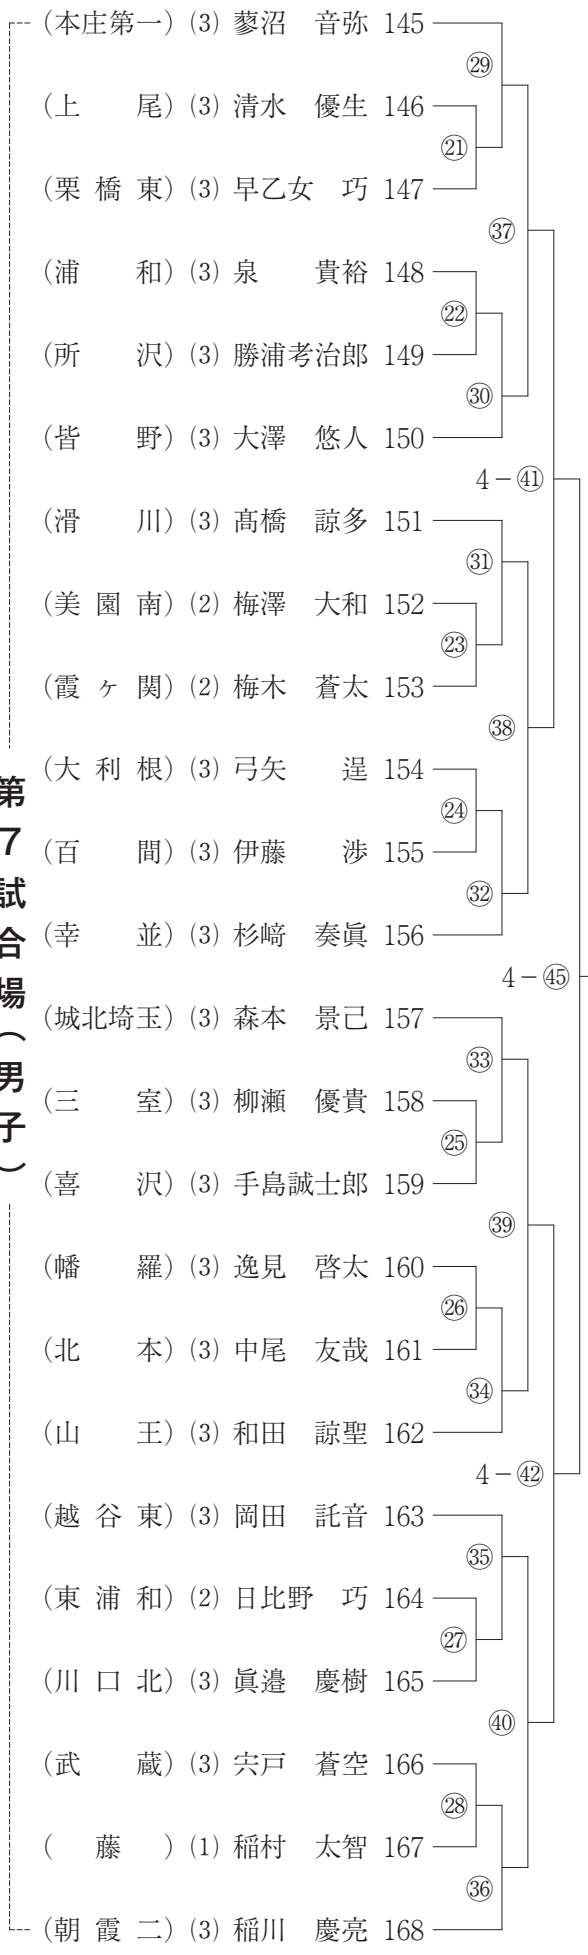 (本庄第一) (3) 蓼沼 音弥 145
㉙
(上 尾) (3) 清水 優生 146
㉑
(栗橋東) (3) 早乙女 巧 147
㊲
(浦 和) (3) 泉 貴裕 148
㉒
(所 沢) (3) 勝浦考治郎 149
㉚
(皆 野) (3) 大澤 悠人 150
4-㊶
(滑 川) (3) 髙橋 諒多 151
㉛
(美園南) (2) 梅澤 大和 152
㉓
(霞ヶ関) (2) 梅木 蒼太 153
㊳
(大利根) (3) 弓矢 逞 154
㉔
(百 間) (3) 伊藤 渉 155
㉜
(幸 並) (3) 杉﨑 奏眞 156
4-㊺
(城北埼玉) (3) 森本 景己 157
㉝
(三 室) (3) 柳瀬 優貴 158
㉕
(喜 沢) (3) 手島誠士郎 159
㊴
(幡 羅) (3) 逸見 啓太 160
㉖
(北 本) (3) 中尾 友哉 161
㉞
(山 王) (3) 和田 諒聖 162
4-㊷
(越谷東) (3) 岡田 託音 163
㉟
(東浦和) (2) 日比野 巧 164
㉗
(川口北) (3) 眞邉 慶樹 165
㊵
(武 蔵) (3) 宍戸 蒼空 166
㉘
( 藤 ) (1) 稲村 太智 167
㊱
(朝霞二) (3) 稲川 慶亮 168
第7試合場(男子)